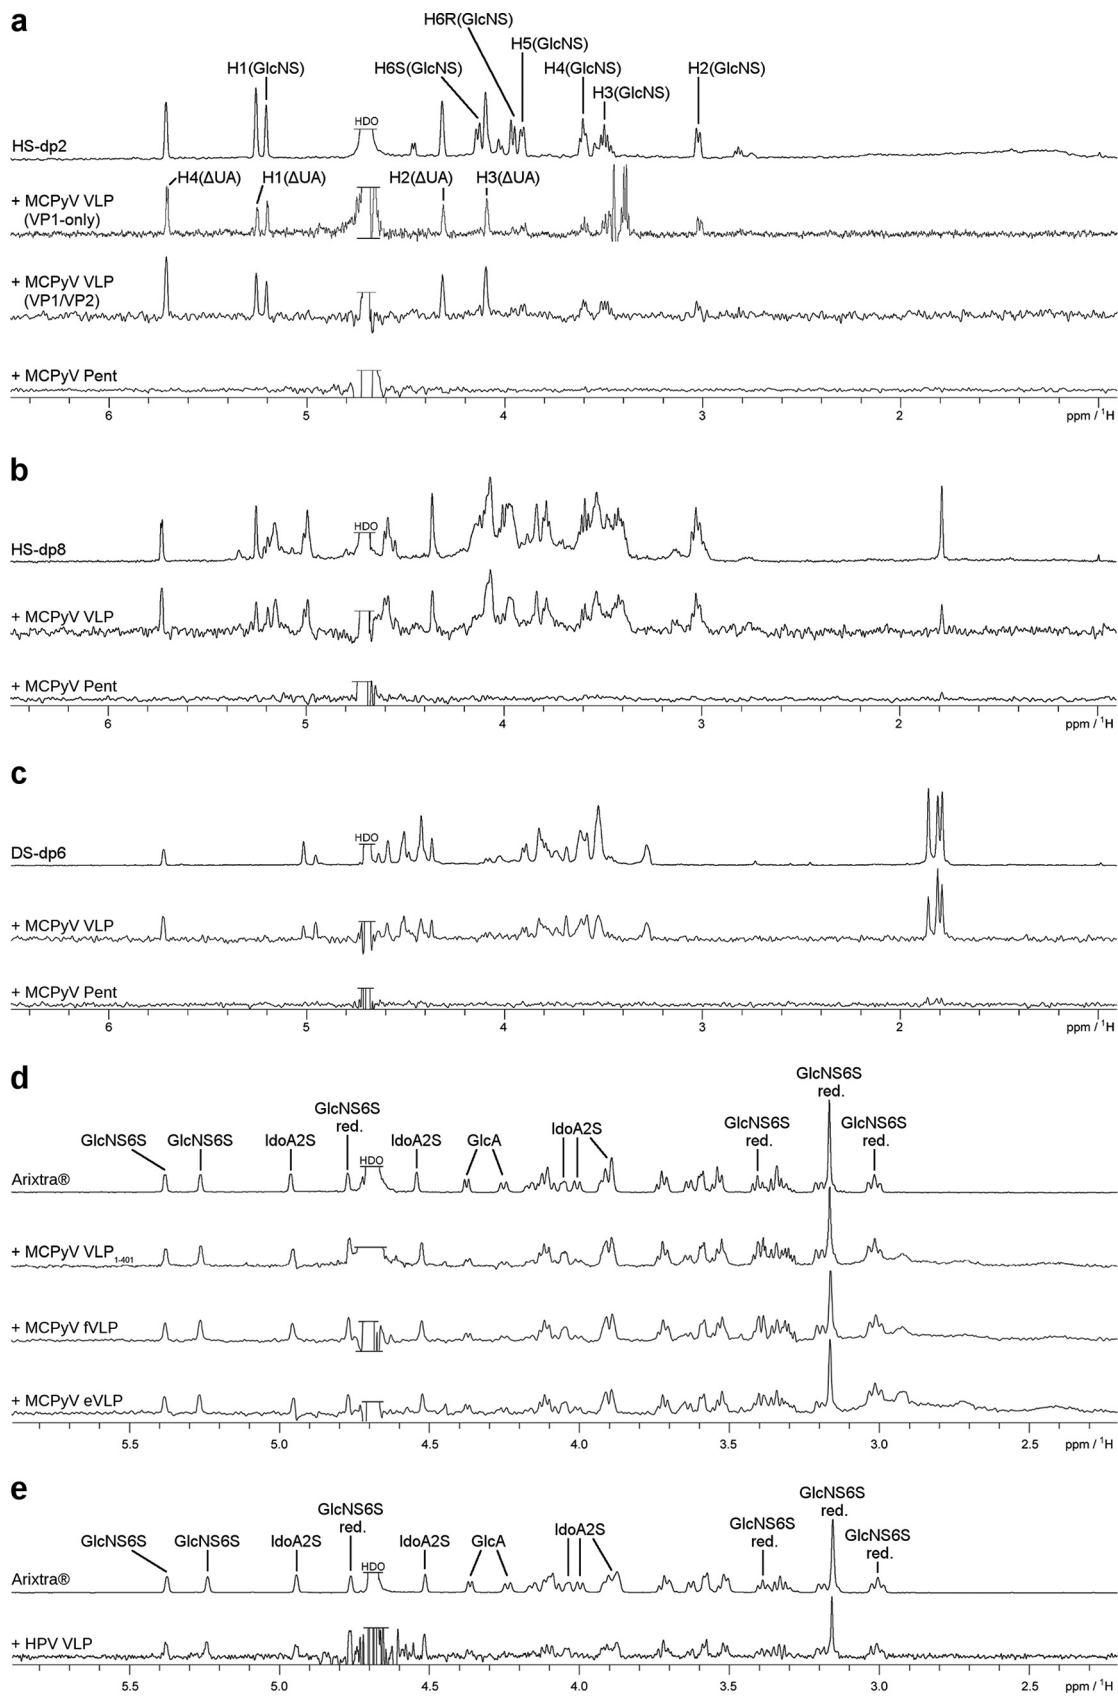 a
H6R(GlcNS)
H5(GlcNS)
H1(GlcNS)
H6S(GlcNS)
H4(GlcNS)
H2(GlcNS)
H3(GlcNS)
HDO
HS-dp2
H4(ΔUA)
H1(ΔUA)
H2(ΔUA)
H3(ΔUA)
+ MCPyV VLP
(VP1-only)
+ MCPyV VLP
(VP1/VP2)
+ MCPyV Pent
6 5 4 3 2 ppm / ¹H
b
HDO
HS-dp8
+ MCPyV VLP
+ MCPyV Pent
6 5 4 3 2 ppm / ¹H
c
HDO
DS-dp6
+ MCPyV VLP
+ MCPyV Pent
6 5 4 3 2 ppm / ¹H
d
GlcNS6S
red.
GlcNS6S
red.
GlcNS6S
GlcNS6S
IdoA2S
IdoA2S
GlcA
IdoA2S
GlcNS6S
red.
GlcNS6S
red.
HDO
Arixtra®
+ MCPyV VLP₁₋₄₀₁
+ MCPyV fVLP
+ MCPyV eVLP
5.5 5.0 4.5 4.0 3.5 3.0 2.5 ppm / ¹H
e
GlcNS6S
red.
GlcNS6S
red.
GlcNS6S
GlcNS6S
IdoA2S
IdoA2S
GlcA
IdoA2S
GlcNS6S
red.
GlcNS6S
red.
HDO
Arixtra®
+ HPV VLP
5.5 5.0 4.5 4.0 3.5 3.0 2.5 ppm / ¹H